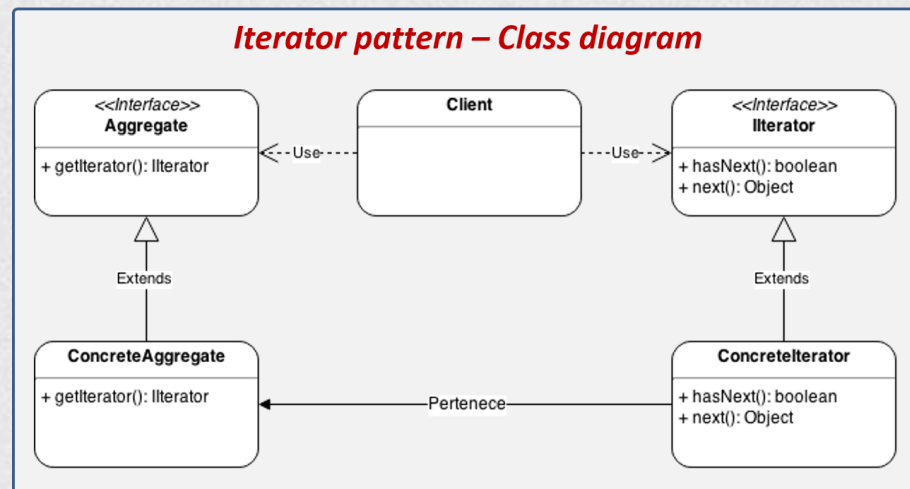 Iterator pattern – Class diagram
<<Interface>>
Aggregate
+ getIterator(): IIterator
Client
<<Interface>>
IIterator
+ hasNext(): boolean
+ next(): Object
Use
Use
Extends
Extends
ConcreteAggregate
+ getIterator(): IIterator
ConcreteIterator
+ hasNext(): boolean
+ next(): Object
Pertenece